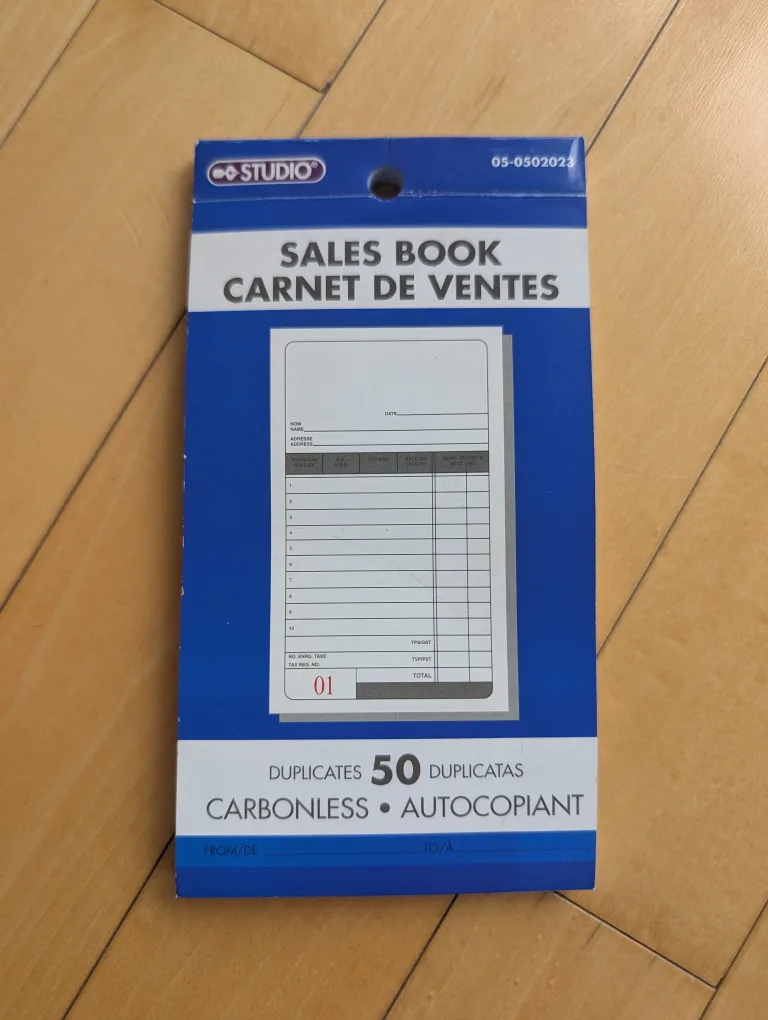 STUDIO®
05-0502023
SALES BOOK
CARNET DE VENTES
DATE
NOM
NAME
ADRESSE
ADDRESS
CHARGE
1
2
3
4
5
6
7
8
9
10
TPS/GST
NO. ENRG. TAXE
TAX REG. NO:
TVP/PST
TOTAL
01
DUPLICATES 50 DUPLICATAS
CARBONLESS • AUTOCOPIANT
FROM/DE
TO/À